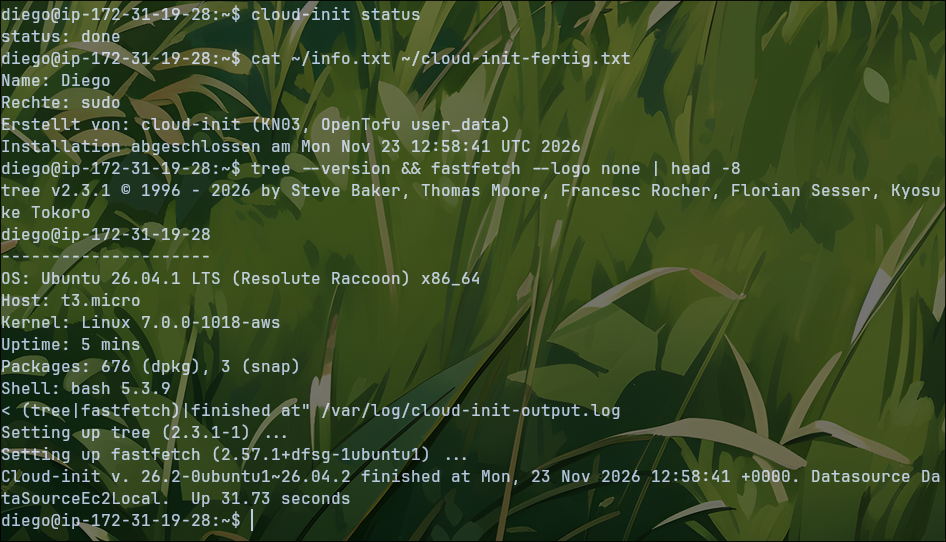 diego@ip-172-31-19-28:~$ cloud-init status
status: done
diego@ip-172-31-19-28:~$ cat ~/info.txt ~/cloud-init-fertig.txt
Name: Diego
Rechte: sudo
Erstellt von: cloud-init (KN03, OpenTofu user_data)
Installation abgeschlossen am Mon Nov 23 12:58:41 UTC 2026
diego@ip-172-31-19-28:~$ tree --version && fastfetch --logo none | head -8
tree v2.3.1 © 1996 - 2026 by Steve Baker, Thomas Moore, Francesc Rocher, Florian Sesser, Kyosu
ke Tokoro
diego@ip-172-31-19-28
---------------------
OS: Ubuntu 26.04.1 LTS (Resolute Raccoon) x86_64
Host: t3.micro
Kernel: Linux 7.0.0-1018-aws
Uptime: 5 mins
Packages: 676 (dpkg), 3 (snap)
Shell: bash 5.3.9
< (tree|fastfetch)|finished at" /var/log/cloud-init-output.log
Setting up tree (2.3.1-1) ...
Setting up fastfetch (2.57.1+dfsg-1ubuntu1) ...
Cloud-init v. 26.2-0ubuntu1~26.04.2 finished at Mon, 23 Nov 2026 12:58:41 +0000. Datasource Da
taSourceEc2Local.  Up 31.73 seconds
diego@ip-172-31-19-28:~$